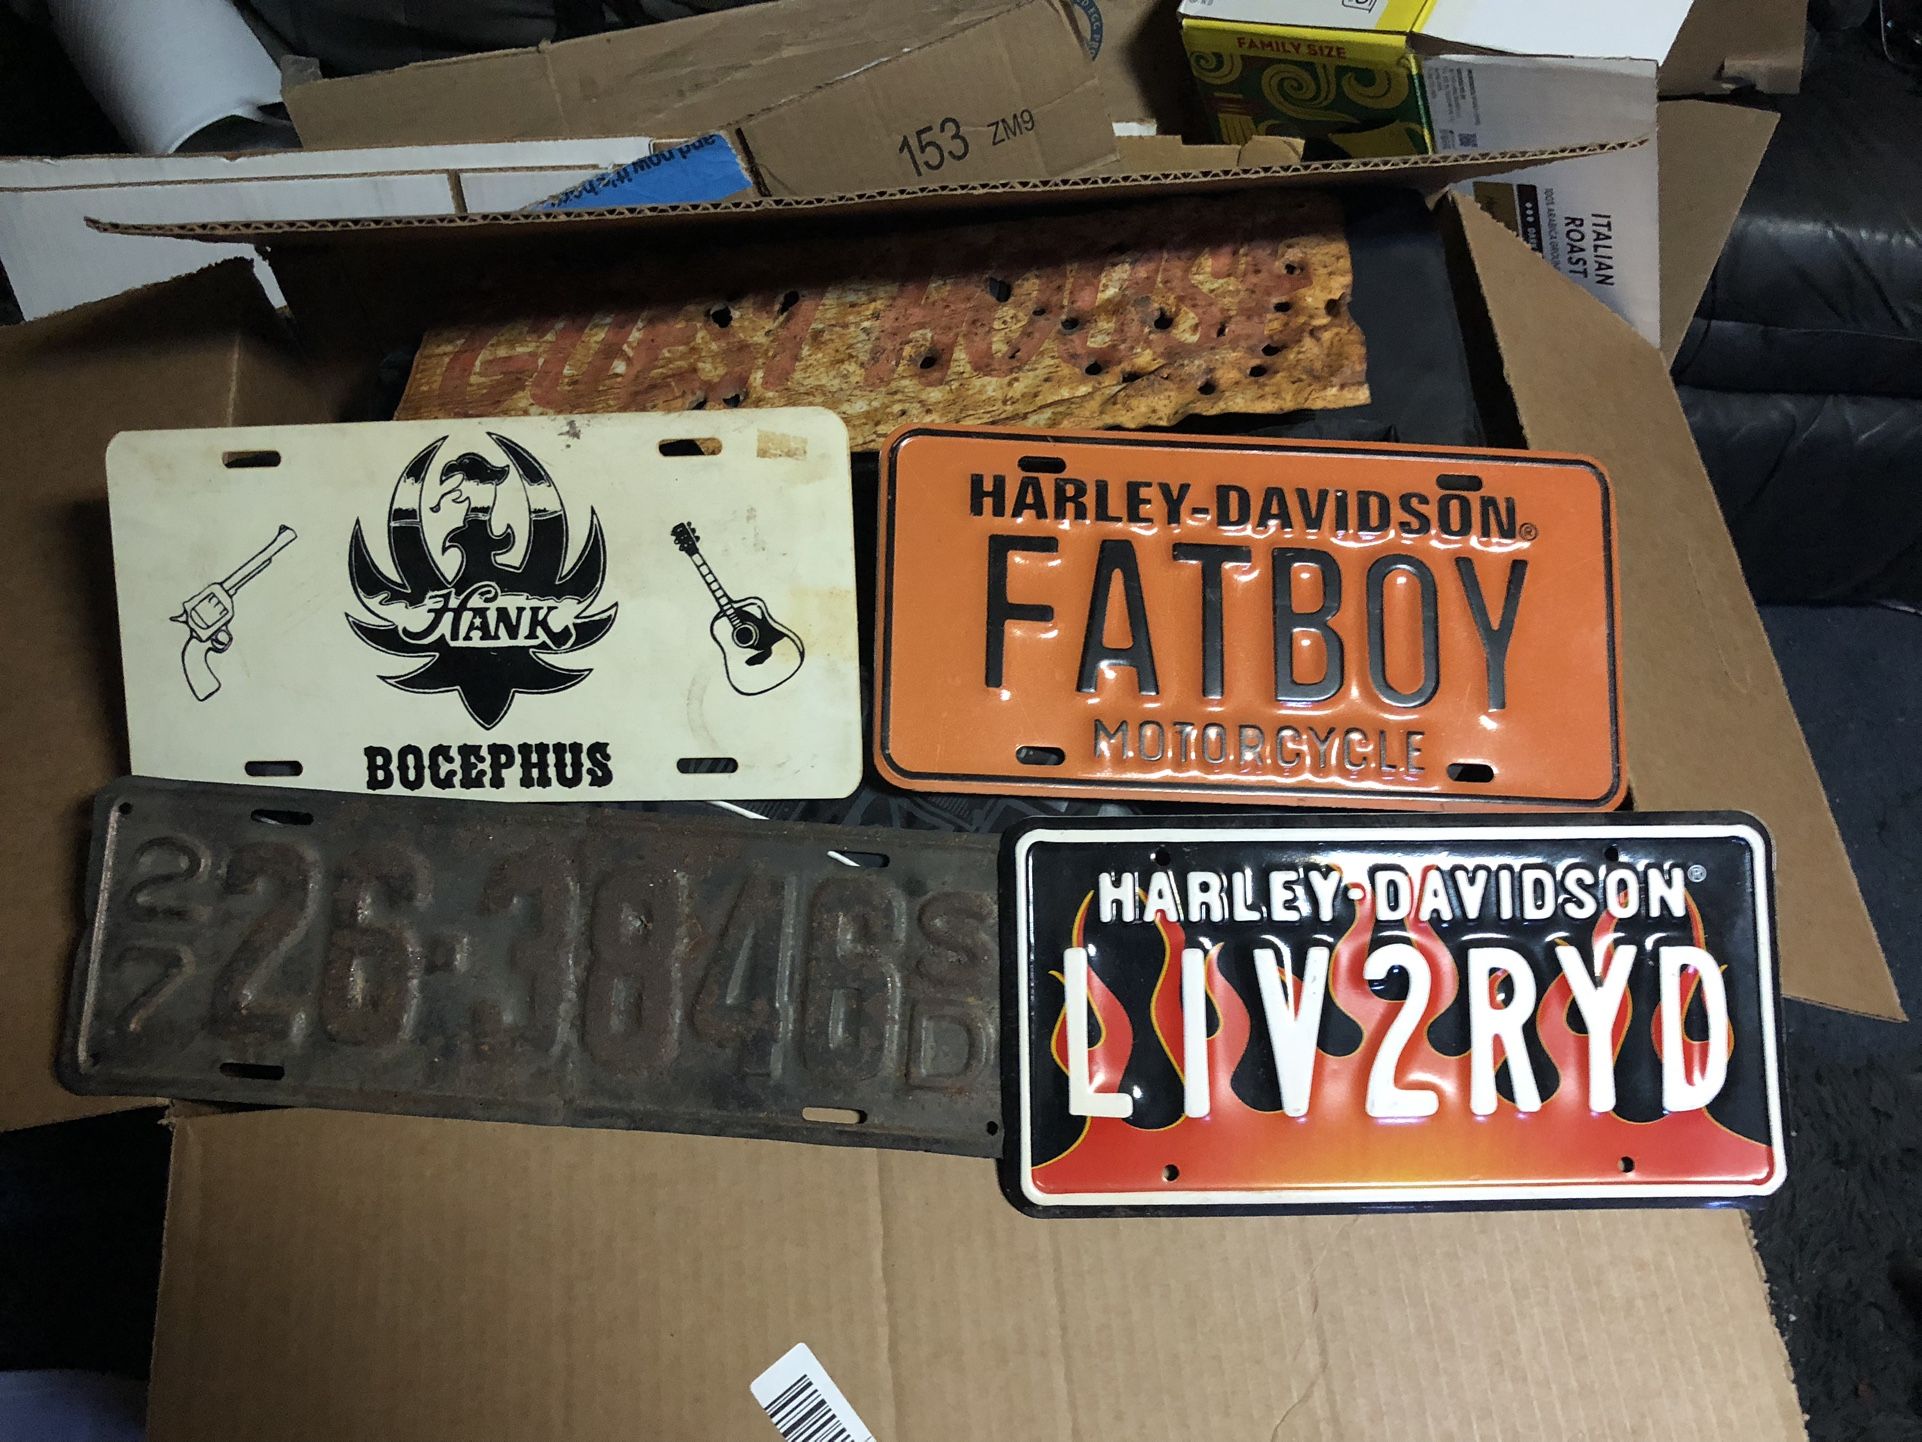 FAMILY SIZE
153 ZM9
ITALIAN
ROAST
GUEST HOUSE
HANK
BOCEPHUS
HARLEY-DAVIDSON®
FATBOY
MOTORCYCLE
27 26-3846 SD
HARLEY-DAVIDSON®
LIV2RYD